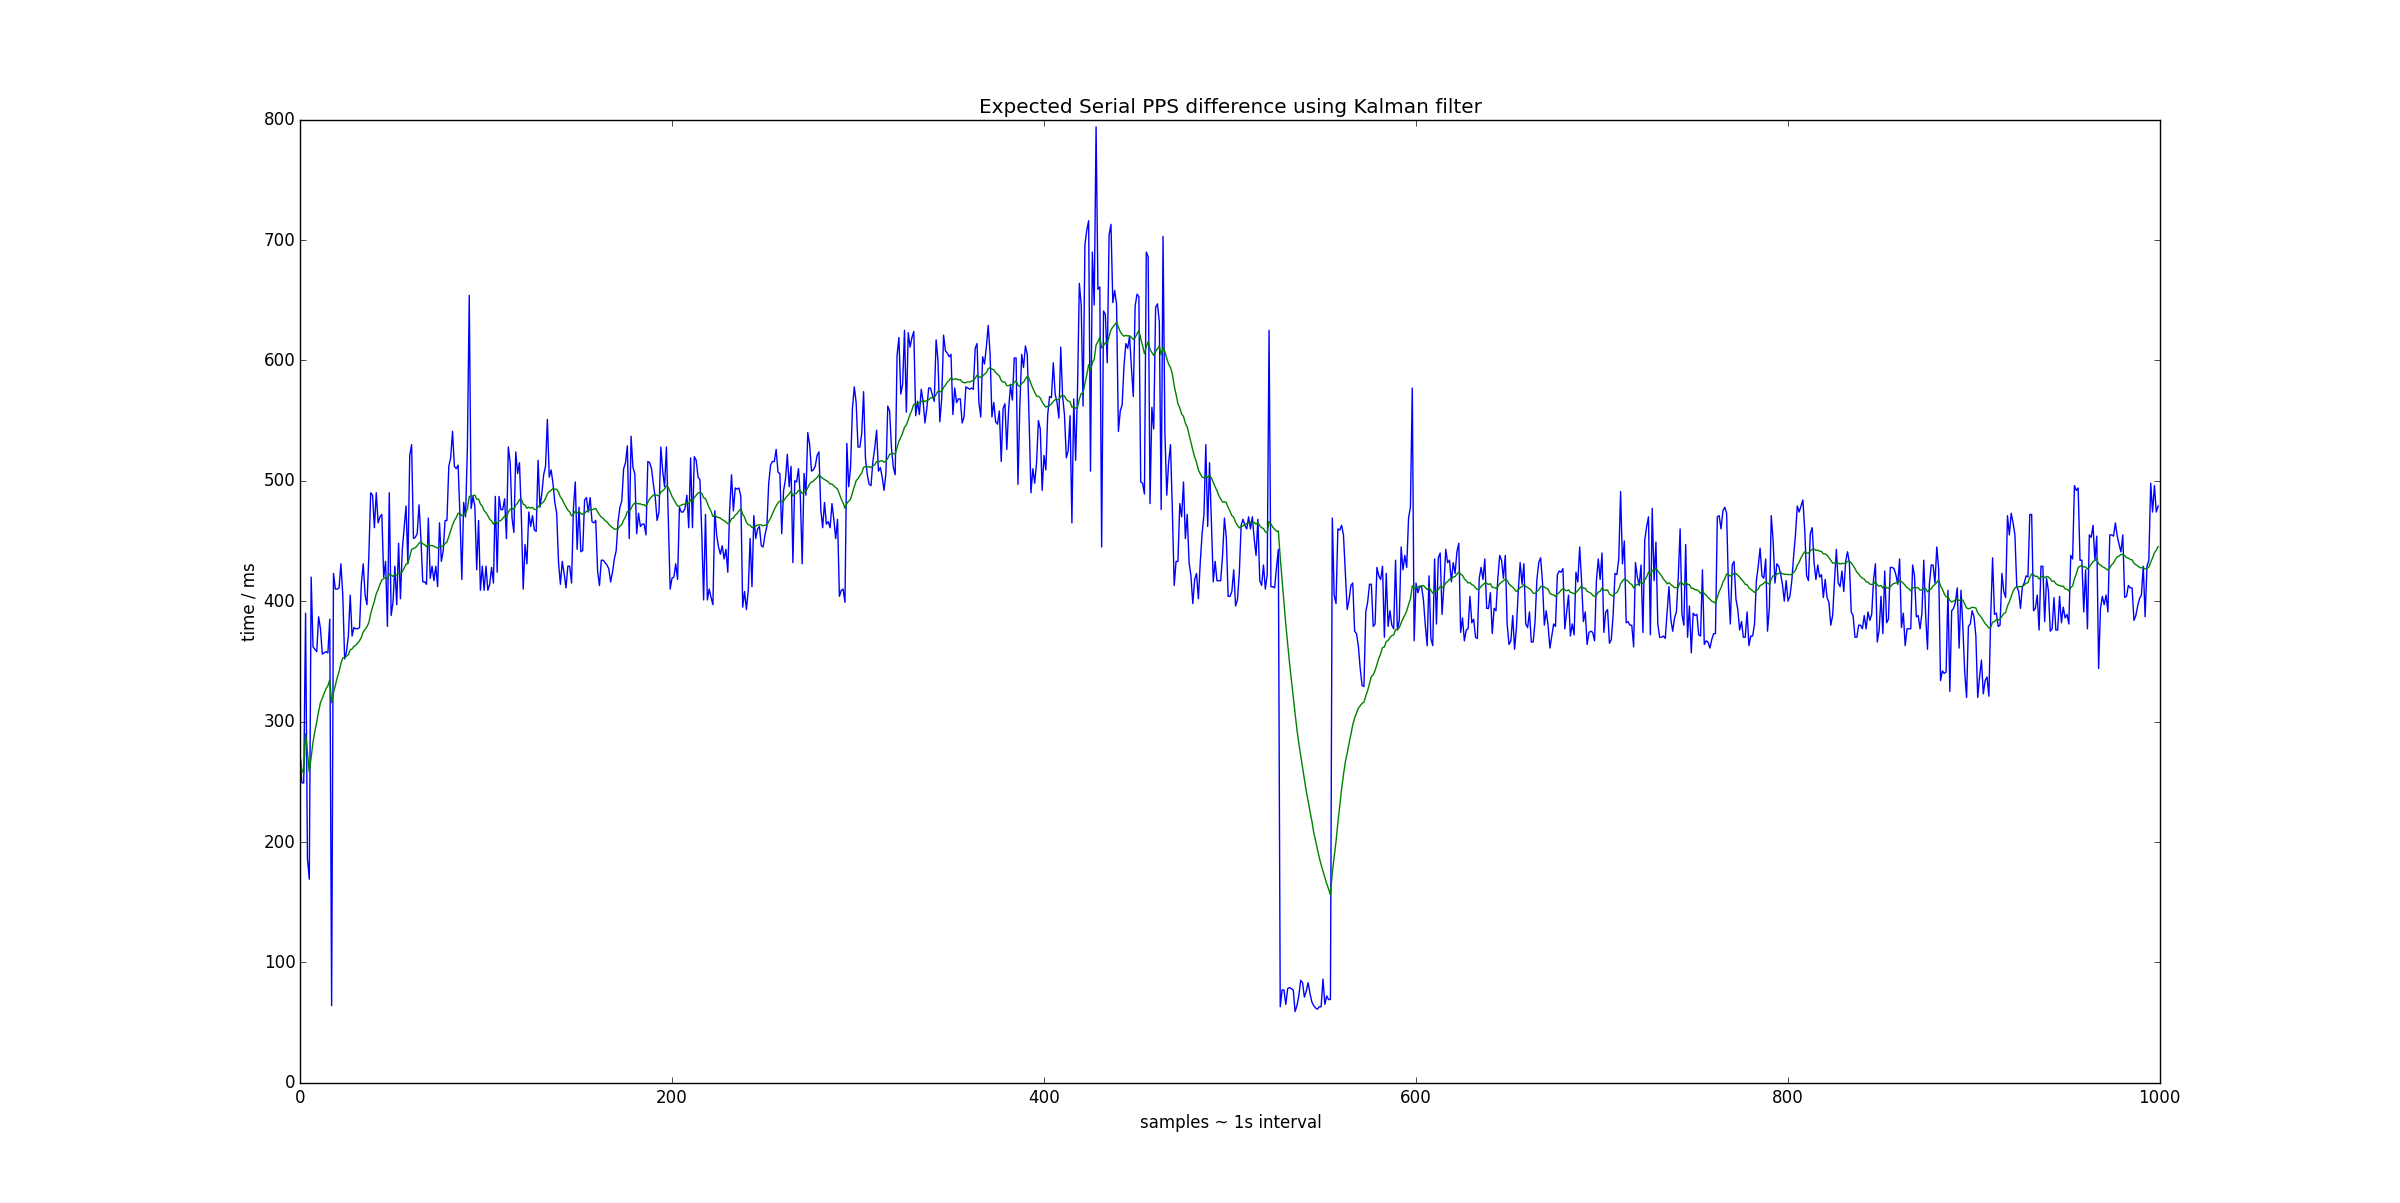 Expected Serial PPS difference using Kalman filter
800
700
600
500
400
300
200
100
0
time / ms
0 200 400 600 800 1000
samples ~ 1s interval